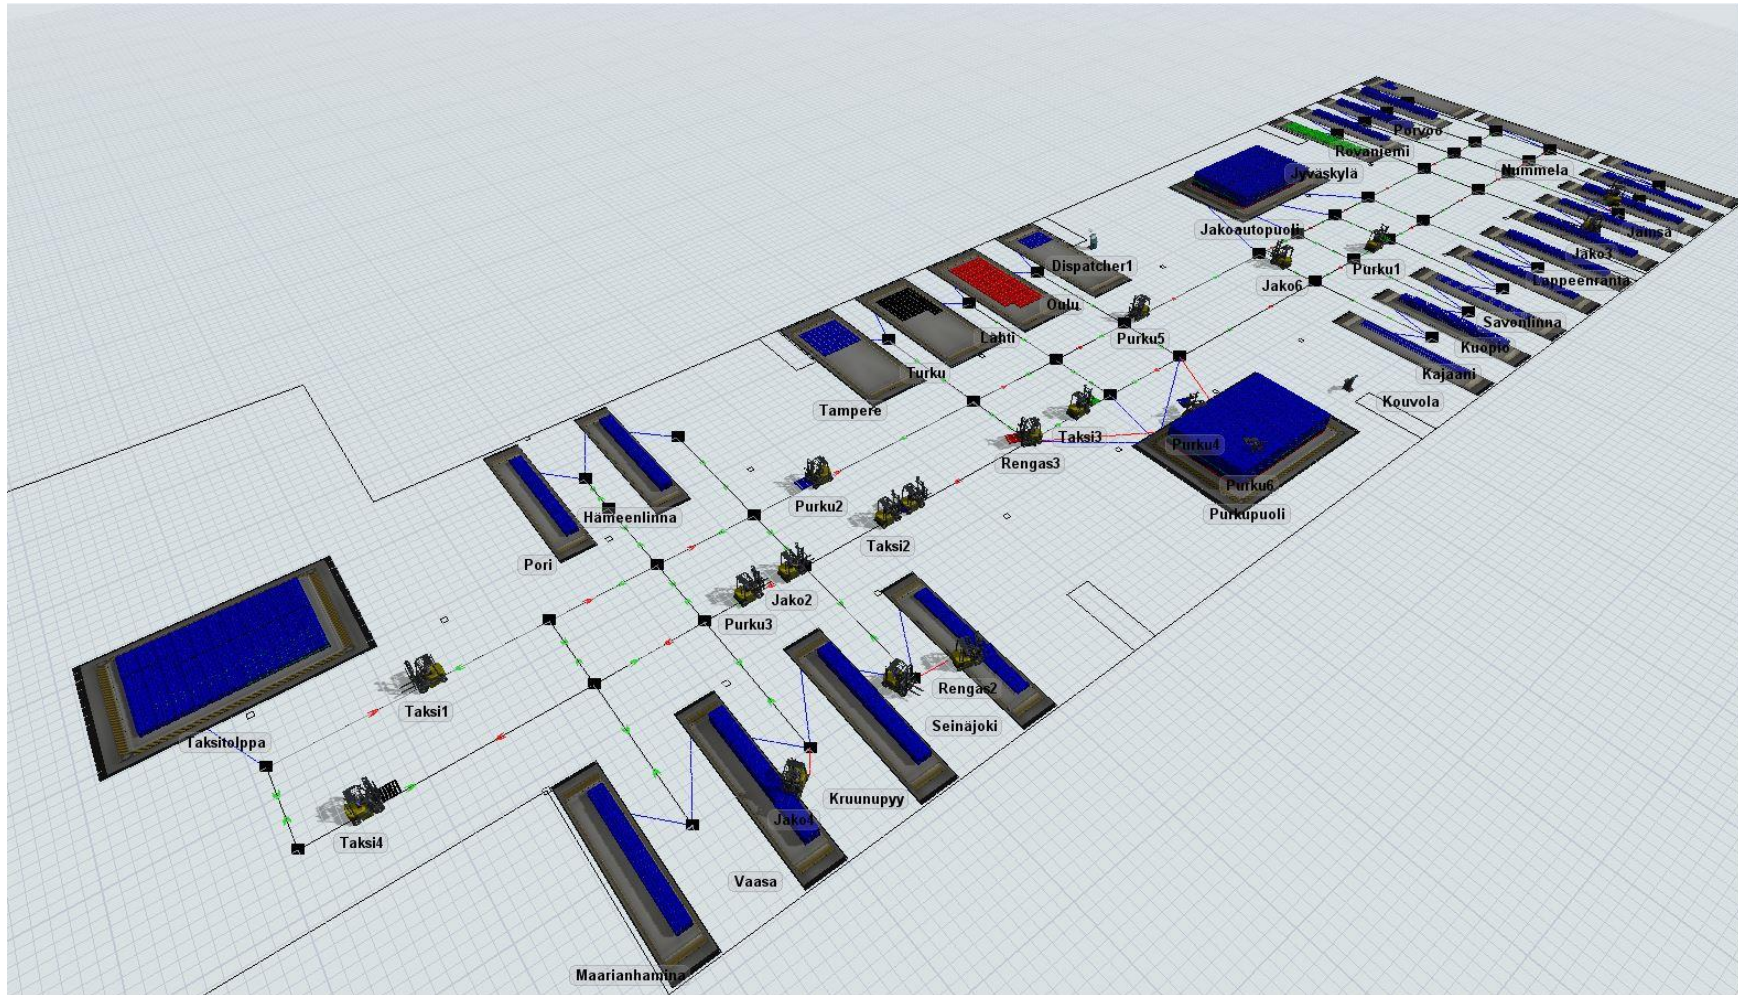 Porvoo
Rovaniemi
Nummela
Jyväskylä
Jakoautopuoli
Jämsä
Jako3
Purku1
Dispatcher1
Jako6
Lappeenranta
Oulu
Savonlinna
Lahti
Purku5
Kuopio
Turku
Kajaani
Tampere
Kouvola
Taksi3
Purku4
Rengas3
Purku6
Purku2
Purkupuoli
Hämeenlinna
Taksi2
Pori
Jako2
Purku3
Rengas2
Taksi1
Seinäjoki
Taksitolppa
Kruunupyy
Jako4
Taksi4
Vaasa
Maarianhamina